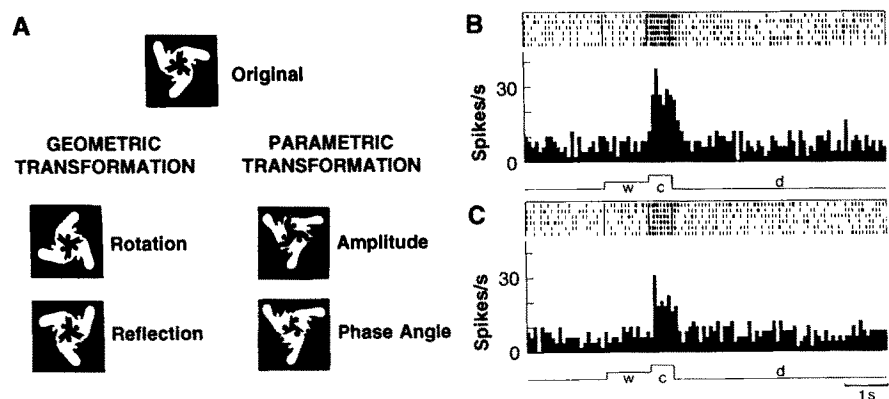 A
Original
GEOMETRIC
TRANSFORMATION
PARAMETRIC
TRANSFORMATION
Rotation
Amplitude
Reflection
Phase Angle
B
Spikes/s
30
0
w
c
d
C
Spikes/s
30
0
w
c
d
1s